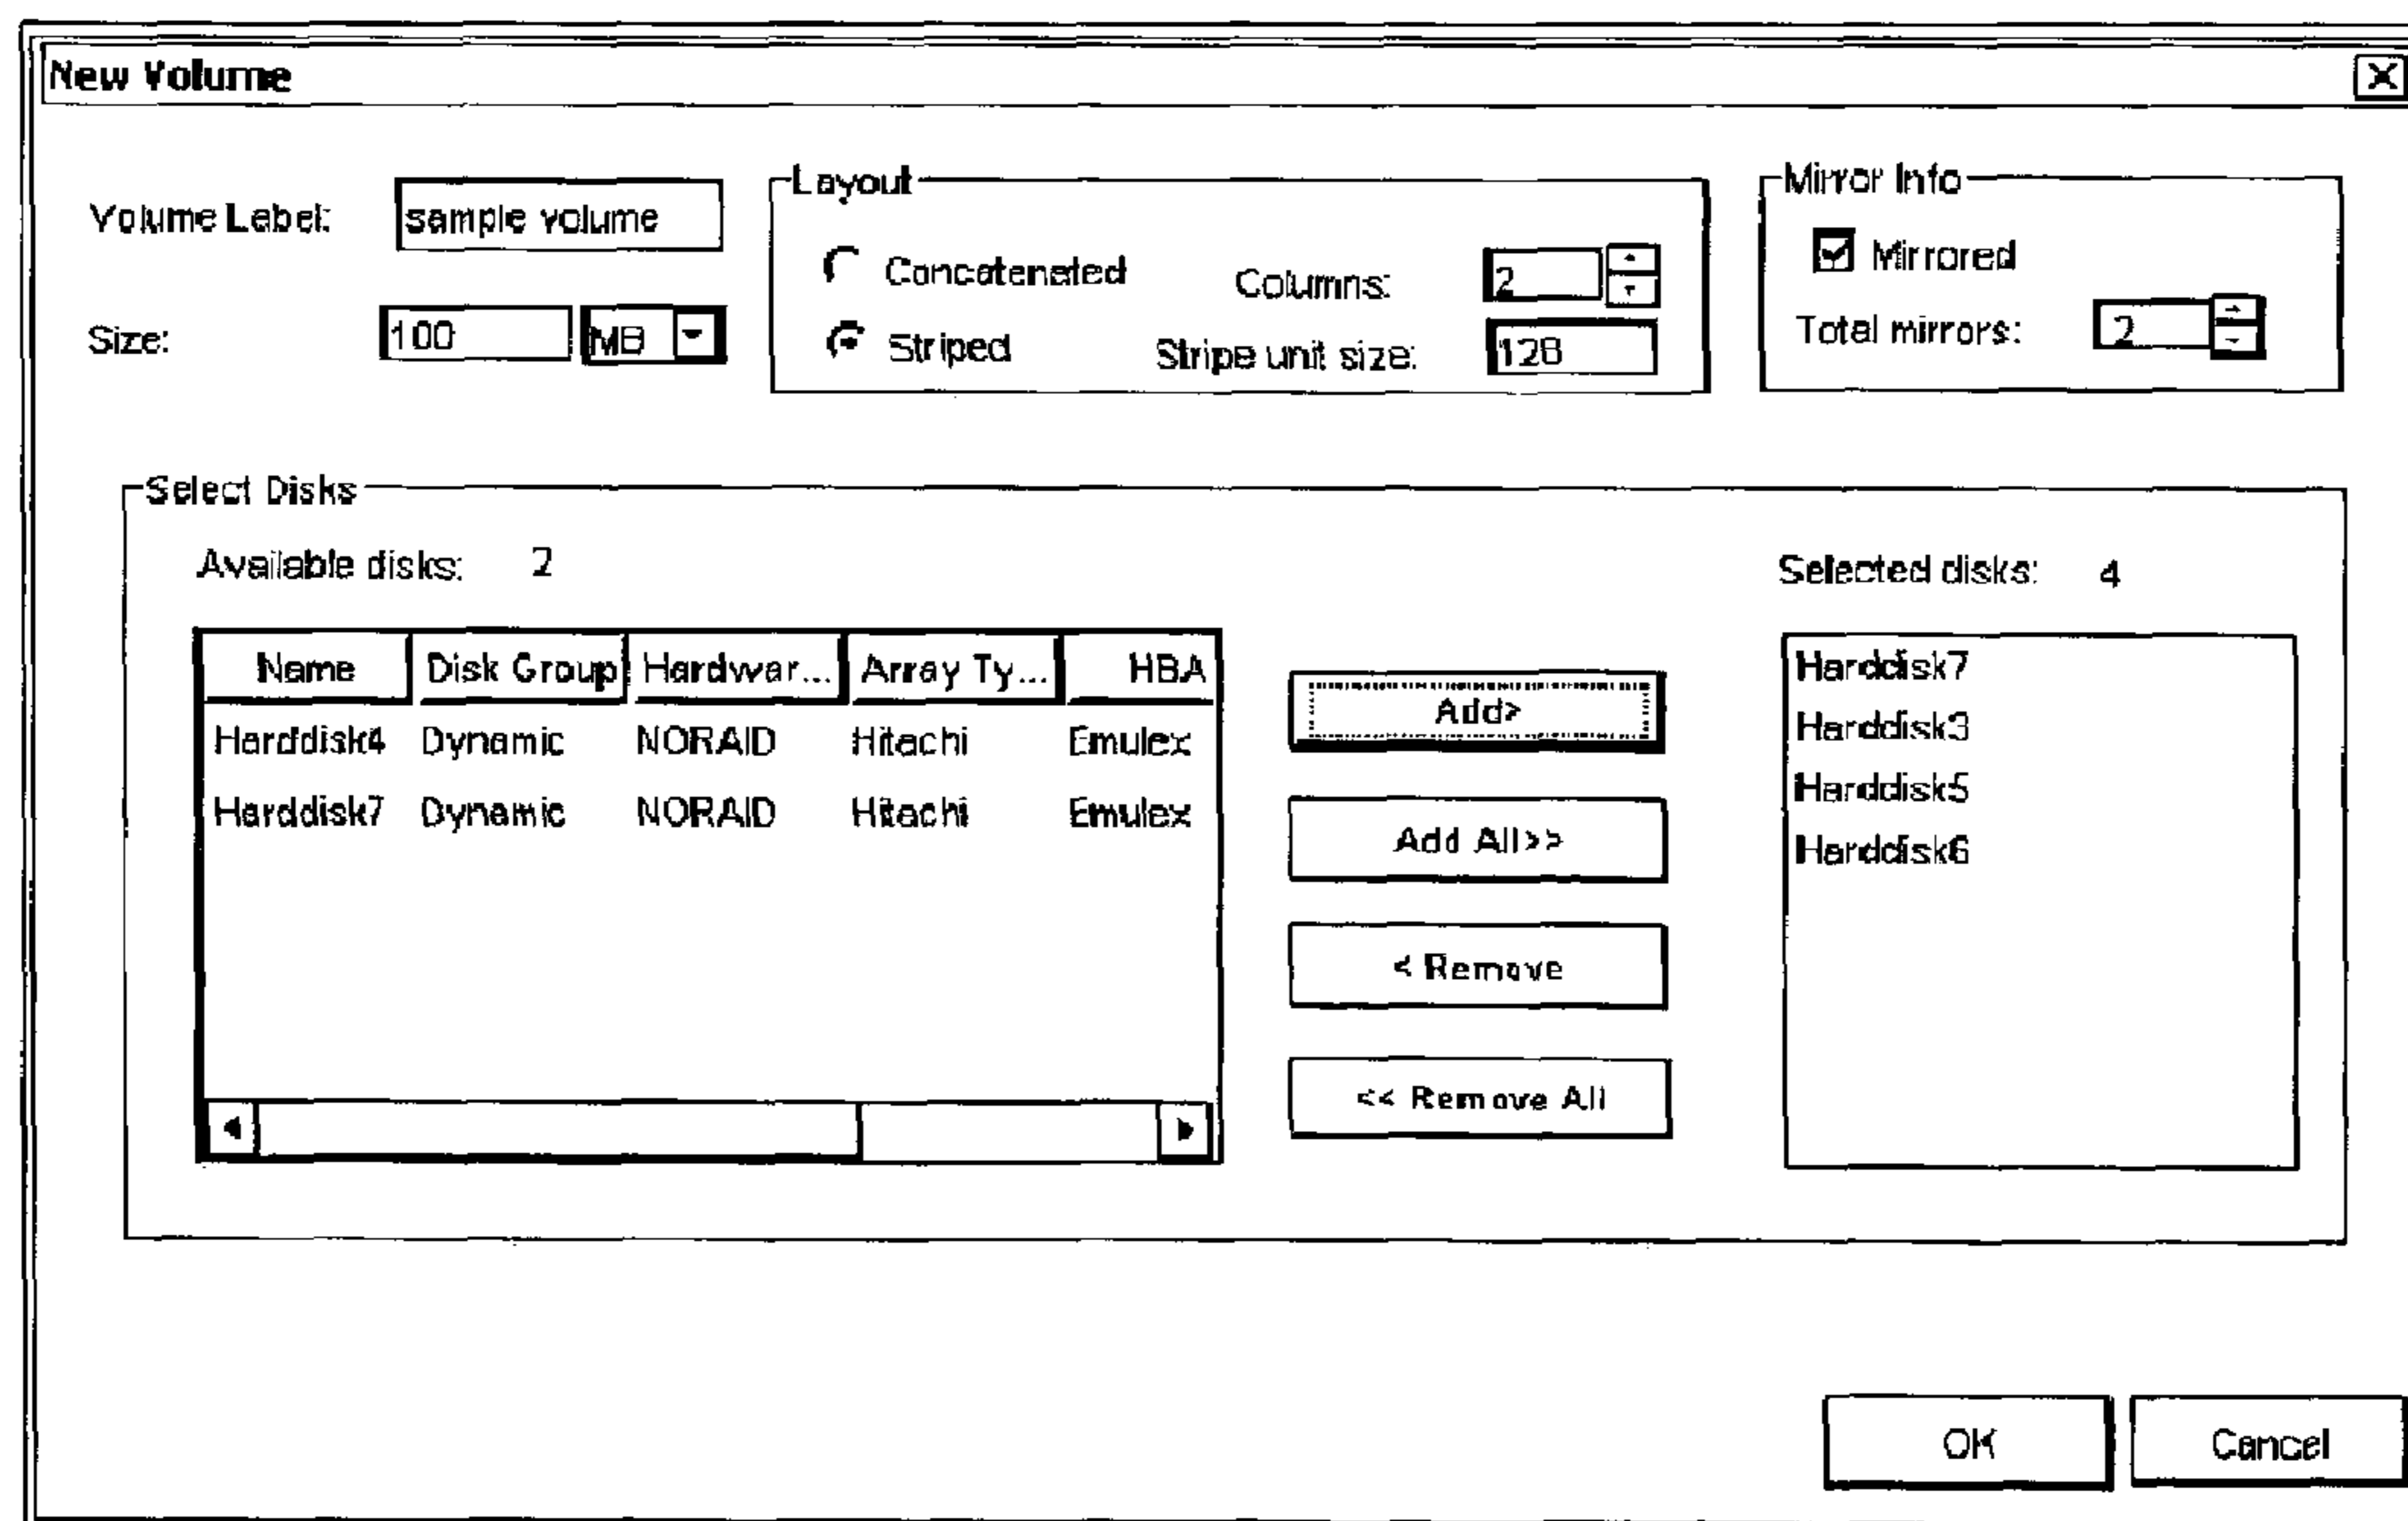 New Volume
Volume Label: sample volume
Size: 100 MB
Layout
Concatenated
Columns: 2
Striped
Stripe unit size: 128
Mirror Info
Mirrored
Total mirrors: 2
Select Disks
Available disks: 2
Name Disk Group Hardwar... Array Ty... HBA
Harddisk4 Dynamic NORAID Hitachi Emulex
Harddisk7 Dynamic NORAID Hitachi Emulex
Add>
Add All>>
< Remove
<< Remove All
Selected disks: 4
Harddisk7
Harddisk3
Harddisk5
Harddisk6
OK
Cancel